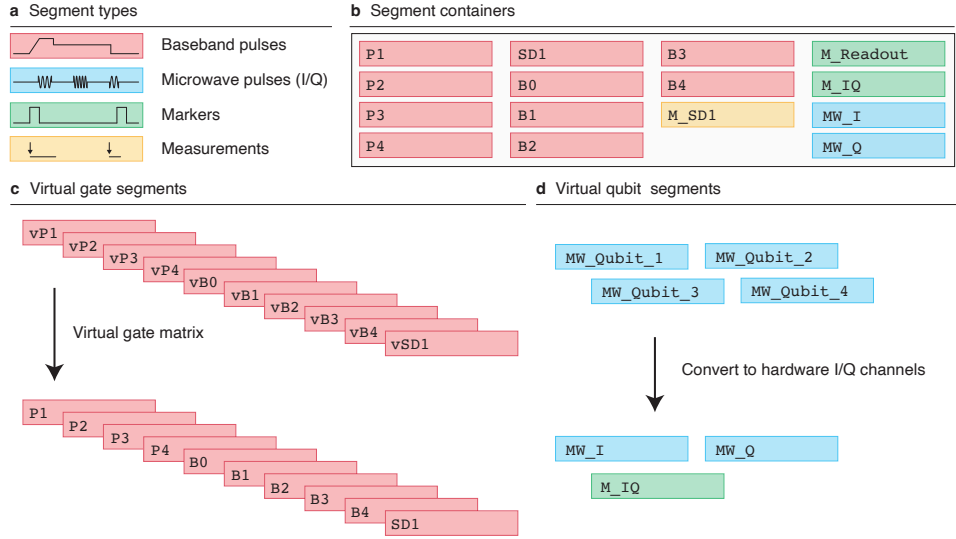 a Segment types
Baseband pulses
Microwave pulses (I/Q)
Markers
Measurements
b Segment containers
P1 SD1 B3 M_Readout
P2 B0 B4 M_IQ
P3 B1 M_SD1 MW_I
P4 B2 MW_Q
c Virtual gate segments
vP1
vP2
vP3
vP4
vB0
vB1
vB2
vB3
vB4
vSD1
Virtual gate matrix
P1
P2
P3
P4
B0
B1
B2
B3
B4
SD1
d Virtual qubit segments
MW_Qubit_1 MW_Qubit_2
MW_Qubit_3 MW_Qubit_4
Convert to hardware I/Q channels
MW_I MW_Q
M_IQ